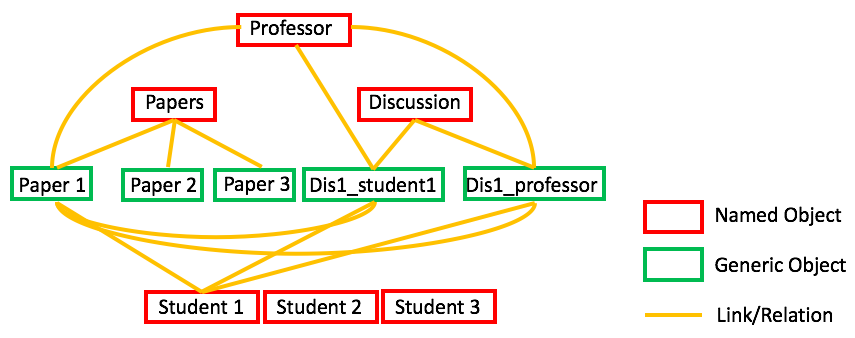 Professor
Papers
Discussion
Paper 1
Paper 2
Paper 3
Dis1_student1
Dis1_professor
Named Object
Generic Object
Student 1
Student 2
Student 3
Link/Relation